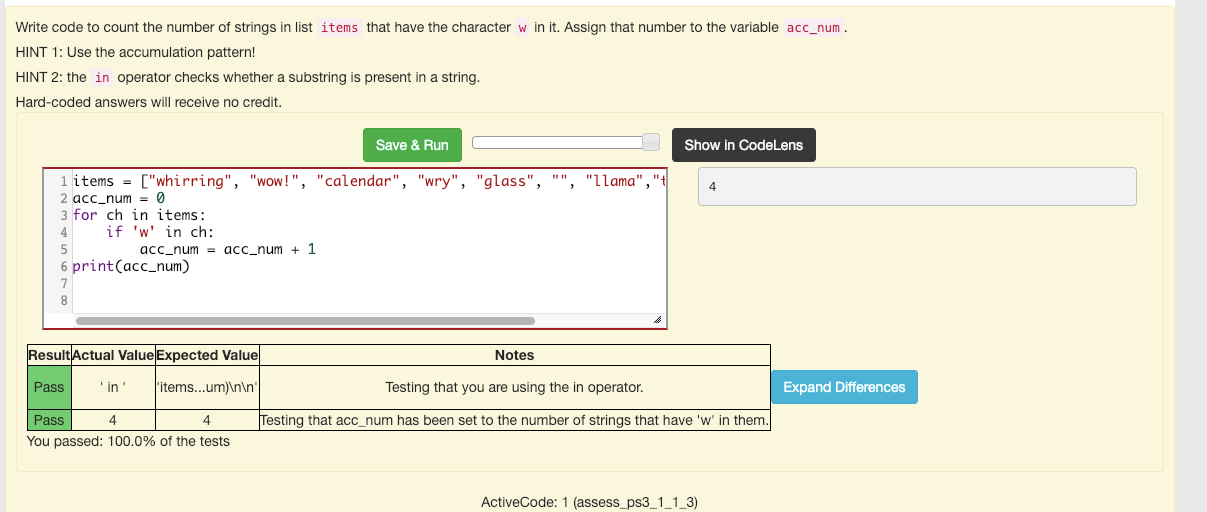 Write code to count the number of strings in list items that have the character w in it. Assign that number to the variable acc_num.
HINT 1: Use the accumulation pattern!
HINT 2: the in operator checks whether a substring is present in a string.
Hard-coded answers will receive no credit.
Save & Run
Show in CodeLens
1 items = ["whirring", "wow!", "calendar", "wry", "glass", "", "llama","t
2 acc_num = 0
3 for ch in items:
4     if 'w' in ch:
5         acc_num = acc_num + 1
6 print(acc_num)
7
8
4
Result Actual Value Expected Value Notes
Pass ' in ' 'items...um)\n\n' Testing that you are using the in operator.
Expand Differences
Pass 4 4 Testing that acc_num has been set to the number of strings that have 'w' in them.
You passed: 100.0% of the tests
ActiveCode: 1 (assess_ps3_1_1_3)